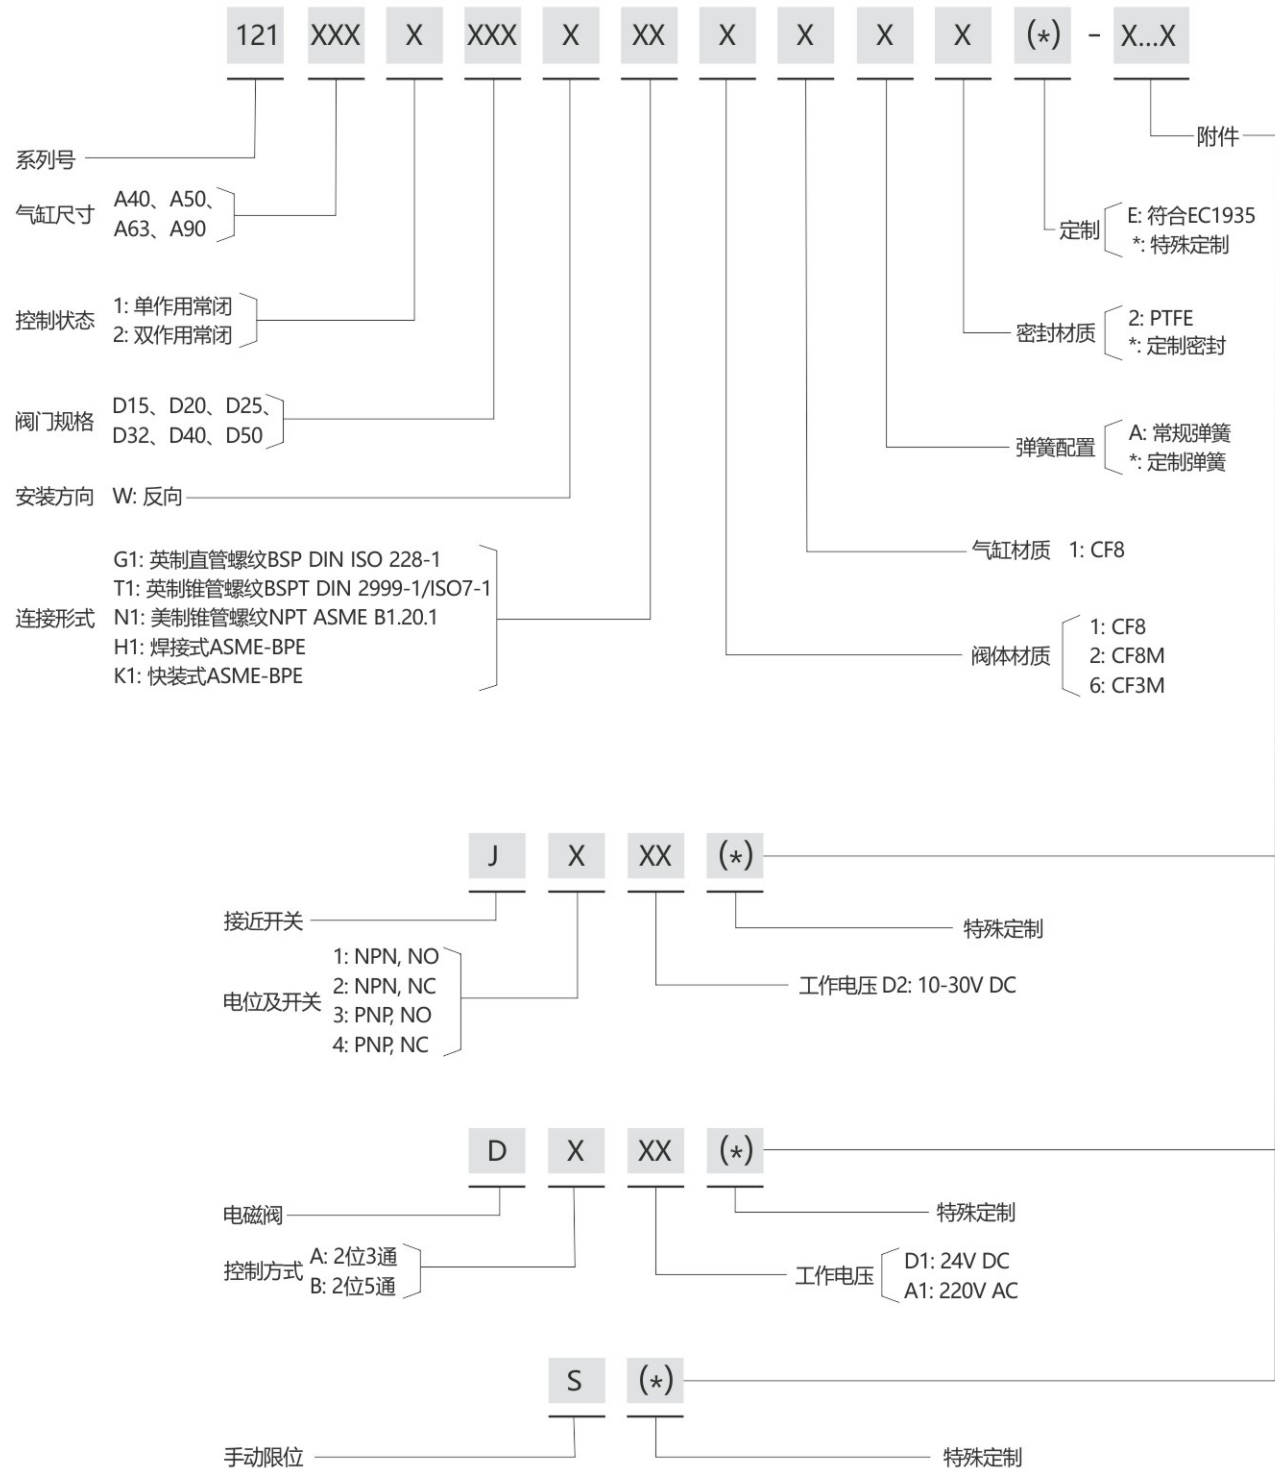 121 XXX X XXX X XX X X X X (*) - X...X
附件
系列号
气缸尺寸
A40、A50、
A63、A90
定制
E: 符合EC1935
*: 特殊定制
控制状态
1: 单作用常闭
2: 双作用常闭
密封材质
2: PTFE
*: 定制密封
阀门规格
D15、D20、D25、
D32、D40、D50
弹簧配置
A: 常规弹簧
*: 定制弹簧
安装方向 W: 反向
气缸材质 1: CF8
连接形式
G1: 英制直管螺纹BSP DIN ISO 228-1
T1: 英制锥管螺纹BSPT DIN 2999-1/ISO7-1
N1: 美制锥管螺纹NPT ASME B1.20.1
H1: 焊接式ASME-BPE
K1: 快装式ASME-BPE
阀体材质
1: CF8
2: CF8M
6: CF3M
J X XX (*)
接近开关
特殊定制
电位及开关
1: NPN, NO
2: NPN, NC
3: PNP, NO
4: PNP, NC
工作电压 D2: 10-30V DC
D X XX (*)
电磁阀
特殊定制
控制方式
A: 2位3通
B: 2位5通
工作电压
D1: 24V DC
A1: 220V AC
S (*)
手动限位
特殊定制